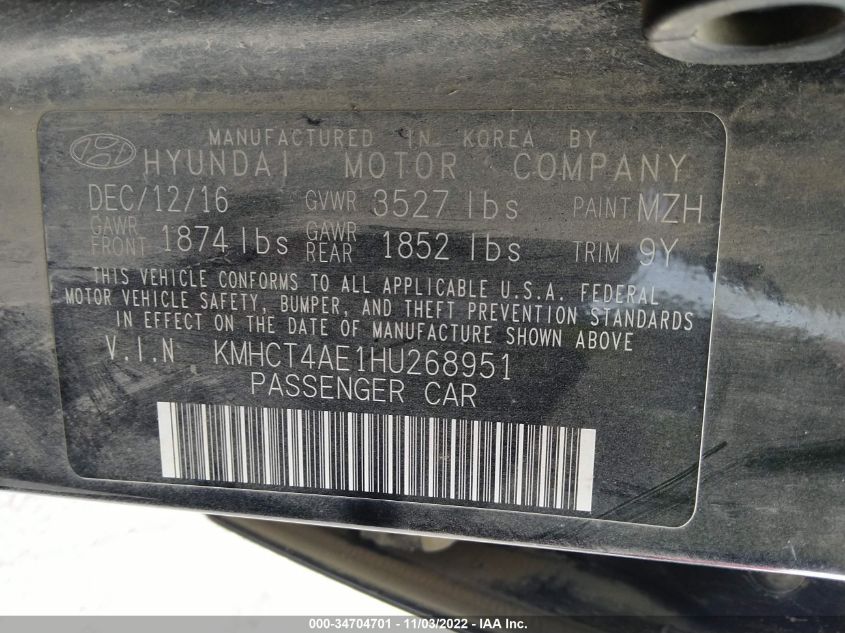 MANUFACTURED IN KOREA BY
HYUNDAI MOTOR COMPANY
DEC/12/16 GVWR 3527 lbs PAINT MZH
GAWR FRONT 1874 lbs GAWR REAR 1852 lbs TRIM 9Y
THIS VEHICLE CONFORMS TO ALL APPLICABLE U.S.A. FEDERAL
MOTOR VEHICLE SAFETY, BUMPER, AND THEFT PREVENTION STANDARDS
IN EFFECT ON THE DATE OF MANUFACTURE SHOWN ABOVE
V.I.N KMHCT4AE1HU268951
PASSENGER CAR
000-34704701 - 11/03/2022 - IAA Inc.